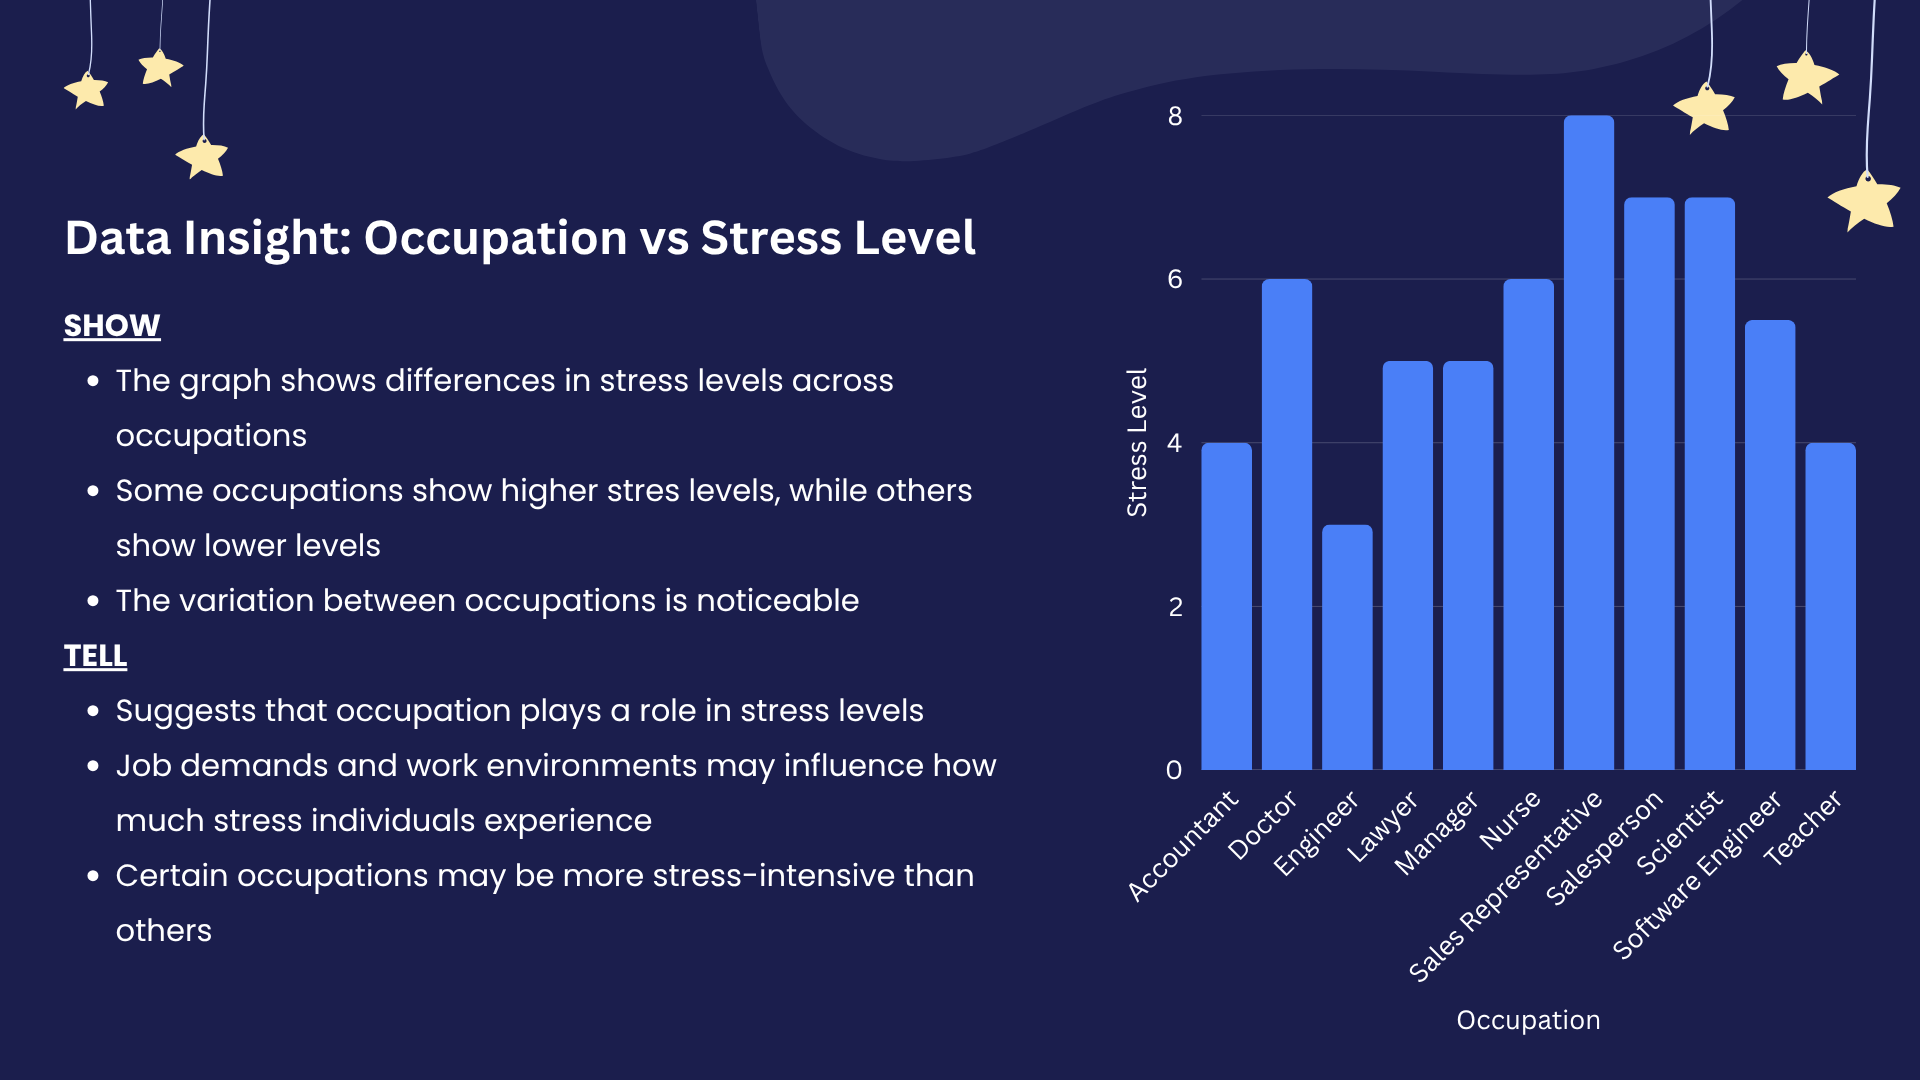 Data Insight: Occupation vs Stress Level
SHOW
• The graph shows differences in stress levels across
occupations
• Some occupations show higher stres levels, while others
show lower levels
• The variation between occupations is noticeable
TELL
• Suggests that occupation plays a role in stress levels
• Job demands and work environments may influence how
much stress individuals experience
• Certain occupations may be more stress-intensive than
others
Stress Level
8
6
4
2
0
Accountant
Doctor
Engineer
Lawyer
Manager
Nurse
Sales Representative
Salesperson
Scientist
Software Engineer
Teacher
Occupation